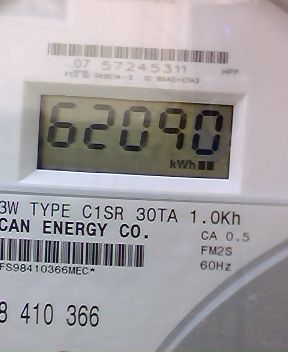 07 57245311
HPP
62090
kWh
3W TYPE C1SR 30TA 1.0Kh
CAN ENERGY CO.
CA 0.5
FM2S
FS98410366MEC*
60Hz
8 410 366